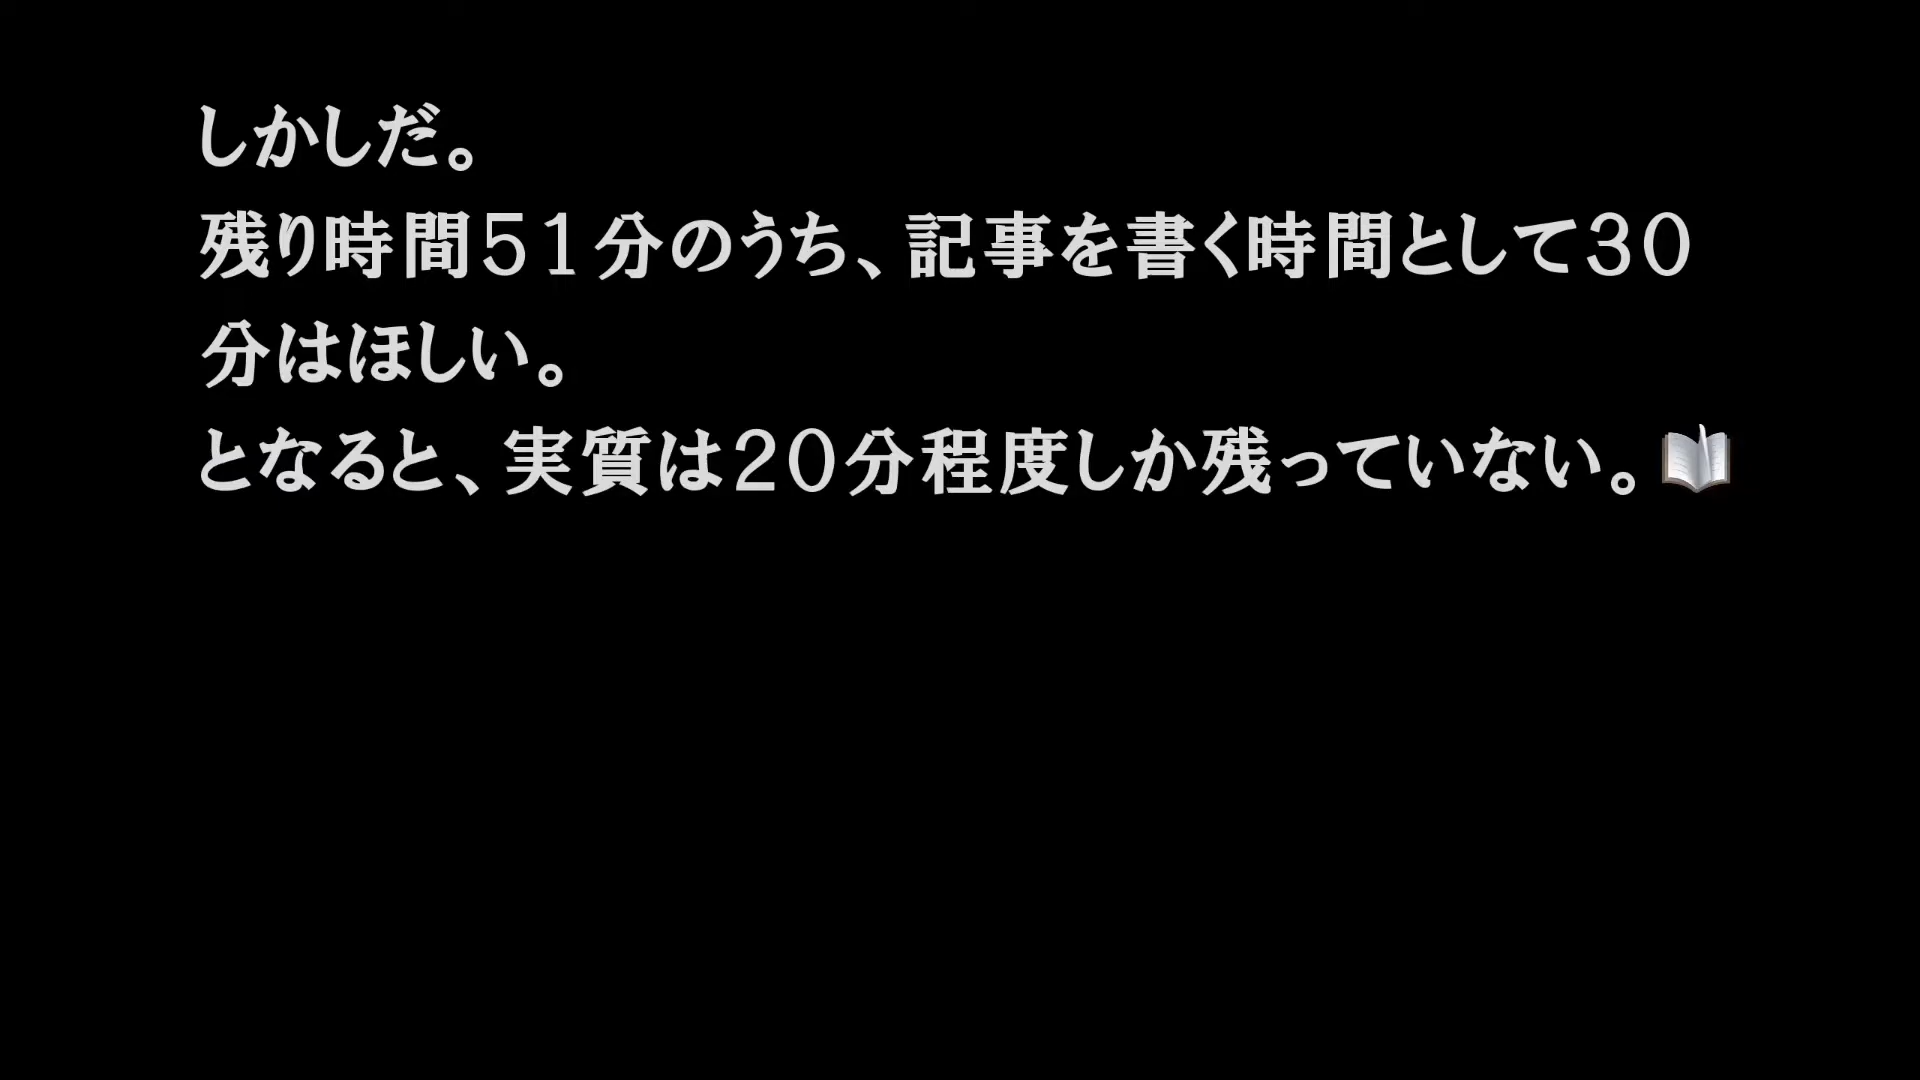 しかしだ。
残り時間51分のうち、記事を書く時間として30
分はほしい。
となると、実質は20分程度しか残っていない。